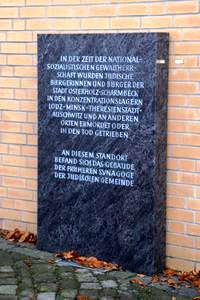 IN DER ZEIT DER NATIONAL-
SOZIALISTISCHEN GEWALTHERR-
SCHAFT WURDEN JÜDISCHE
BÜRGERINNEN UND BÜRGER DER
STADT OSTERHOLZ-SCHARMBECK
IN DEN KONZENTRATIONSLAGERN
LODZ-MINSK-THERESIENSTADT-
AUSCHWITZ UND AN ANDEREN
ORTEN ERMORDET ODER
IN DEN TOD GETRIEBEN
AN DIESEM STANDORT
BEFAND SICH DAS GEBÄUDE
DER FRÜHEREN SYNAGOGE
DER JÜDISCHEN GEMEINDE